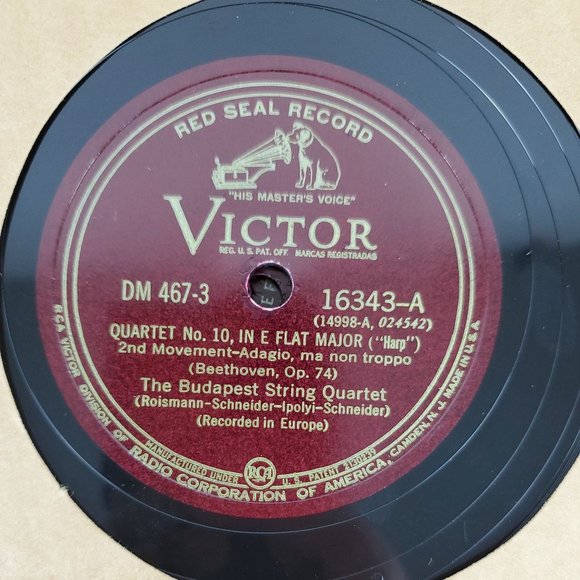 RED SEAL RECORD
"HIS MASTER'S VOICE"
VICTOR
REG. U.S. PAT. OFF. MARCAS REGISTRADAS
DM 467-3
16343-A
(14998-A, 024542)
QUARTET No. 10, IN E FLAT MAJOR ("Harp")
2nd Movement-Adagio, ma non troppo
(Beethoven, Op. 74)
The Budapest String Quartet
(Roismann-Schneider-Ipolyi-Schneider)
(Recorded in Europe)
MANUFACTURED UNDER RCA U.S. PATENT 2130239
RCA VICTOR DIVISION OF RADIO CORPORATION OF AMERICA, CAMDEN, N. J. MADE IN U.S.A